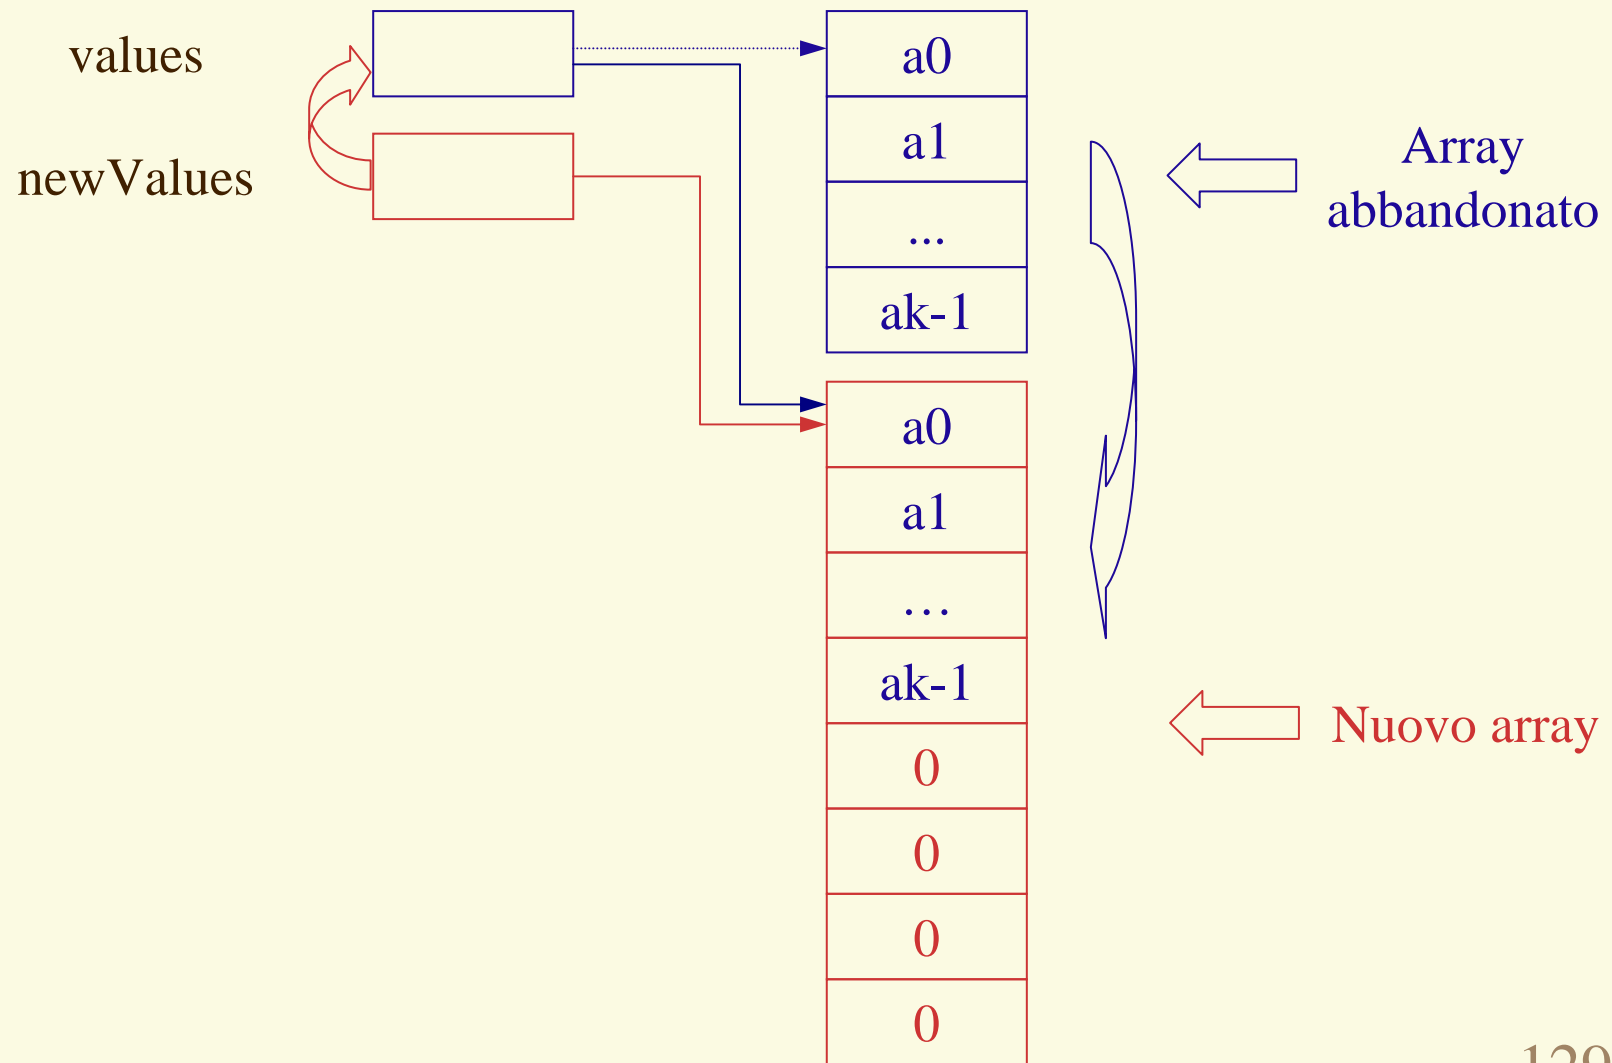 values
newValues
a0
a1
...
ak-1
Array
abbandonato
a0
a1
…
ak-1
0
0
0
0
Nuovo array